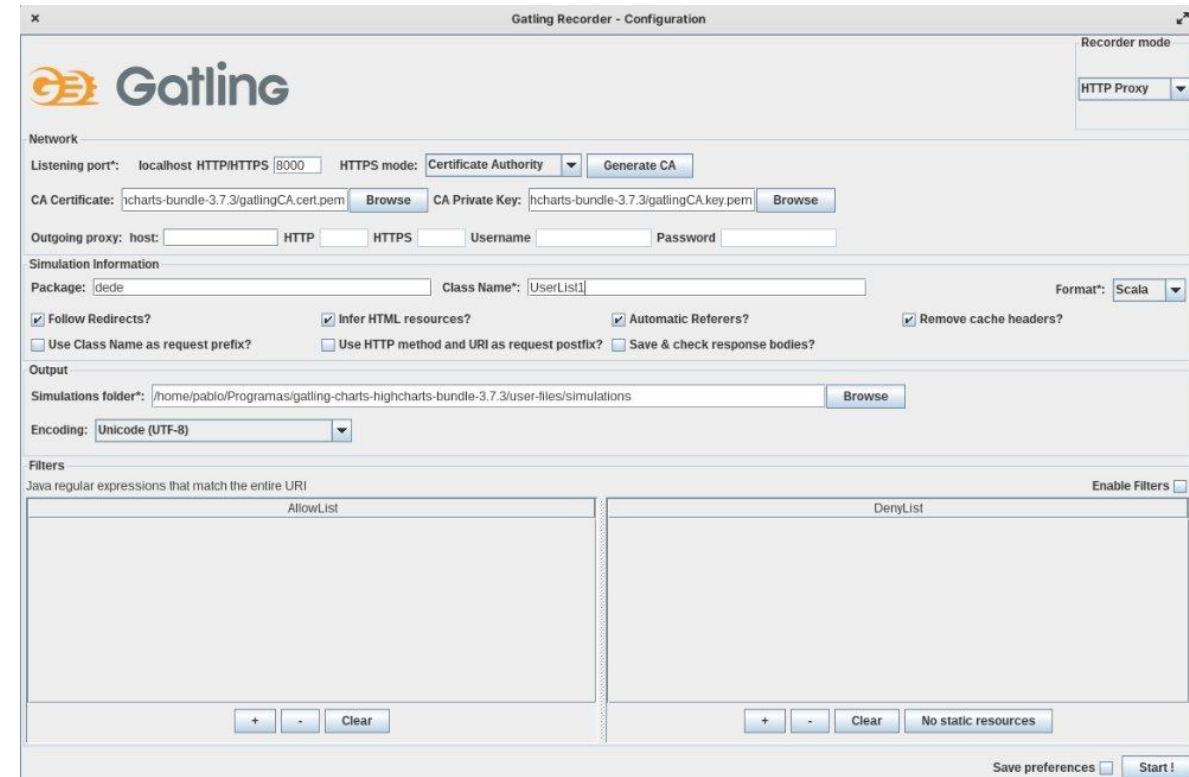 Gatling Recorder - Configuration
Recorder mode
Gatling
HTTP Proxy
Network
Listening port*: localhost HTTP/HTTPS 8000 HTTPS mode: Certificate Authority Generate CA
CA Certificate: hcharts-bundle-3.7.3/gatlingCA.cert.pem Browse CA Private Key: hcharts-bundle-3.7.3/gatlingCA.key.pem Browse
Outgoing proxy: host: HTTP HTTPS Username Password
Simulation Information
Package: dede Class Name*: UserList1 Format*: Scala
Follow Redirects? Infer HTML resources? Automatic Referers? Remove cache headers?
Use Class Name as request prefix? Use HTTP method and URI as request postfix? Save & check response bodies?
Output
Simulations folder*: /home/pablo/Programas/gatling-charts-highcharts-bundle-3.7.3/user-files/simulations Browse
Encoding: Unicode (UTF-8)
Filters
Java regular expressions that match the entire URI Enable Filters
AllowList DenyList
+ - Clear + - Clear No static resources
Save preferences Start !